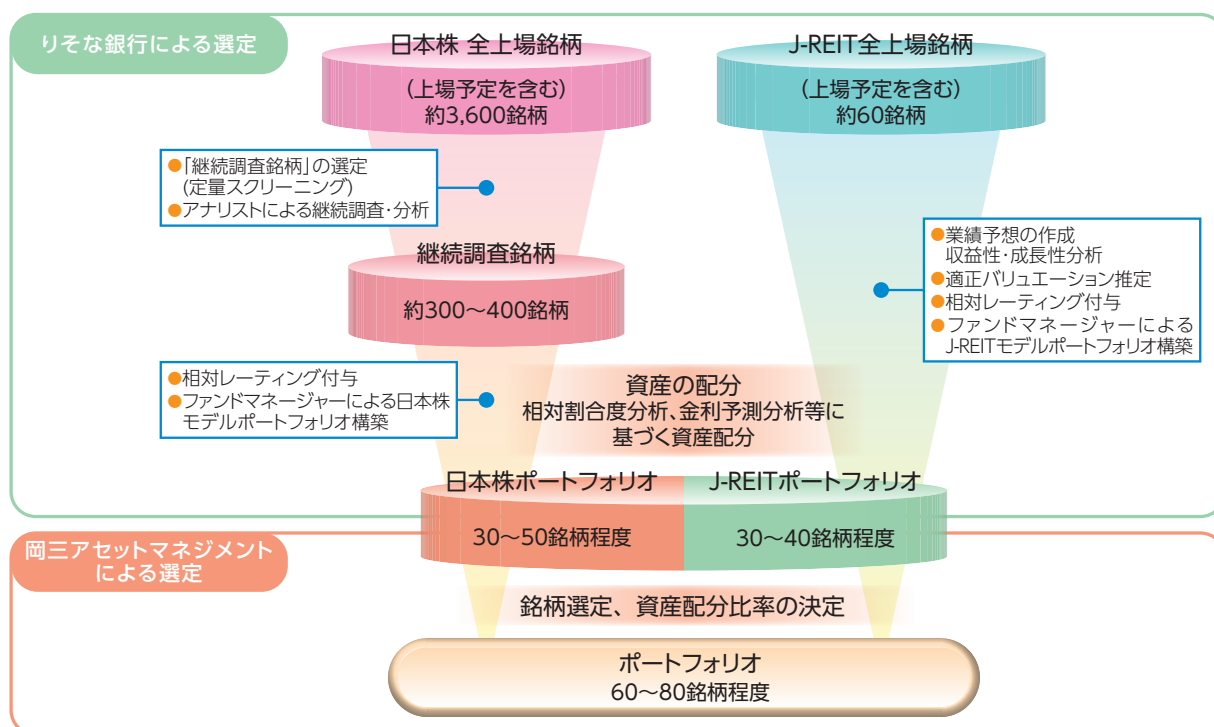 りそな銀行による選定
日本株 全上場銘柄
(上場予定を含む)
約3,600銘柄
J-REIT全上場銘柄
(上場予定を含む)
約60銘柄
●「継続調査銘柄」の選定
(定量スクリーニング)
●アナリストによる継続調査・分析
継続調査銘柄
約300～400銘柄
●業績予想の作成
収益性・成長性分析
●適正バリュエーション推定
●相対レーティング付与
●ファンドマネージャーによる
J-REITモデルポートフォリオ構築
●相対レーティング付与
●ファンドマネージャーによる日本株
モデルポートフォリオ構築
資産の配分
相対割合度分析、金利予測分析等に
基づく資産配分
日本株ポートフォリオ
30～50銘柄程度
J-REITポートフォリオ
30～40銘柄程度
岡三アセットマネジメント
による選定
銘柄選定、資産配分比率の決定
ポートフォリオ
60～80銘柄程度